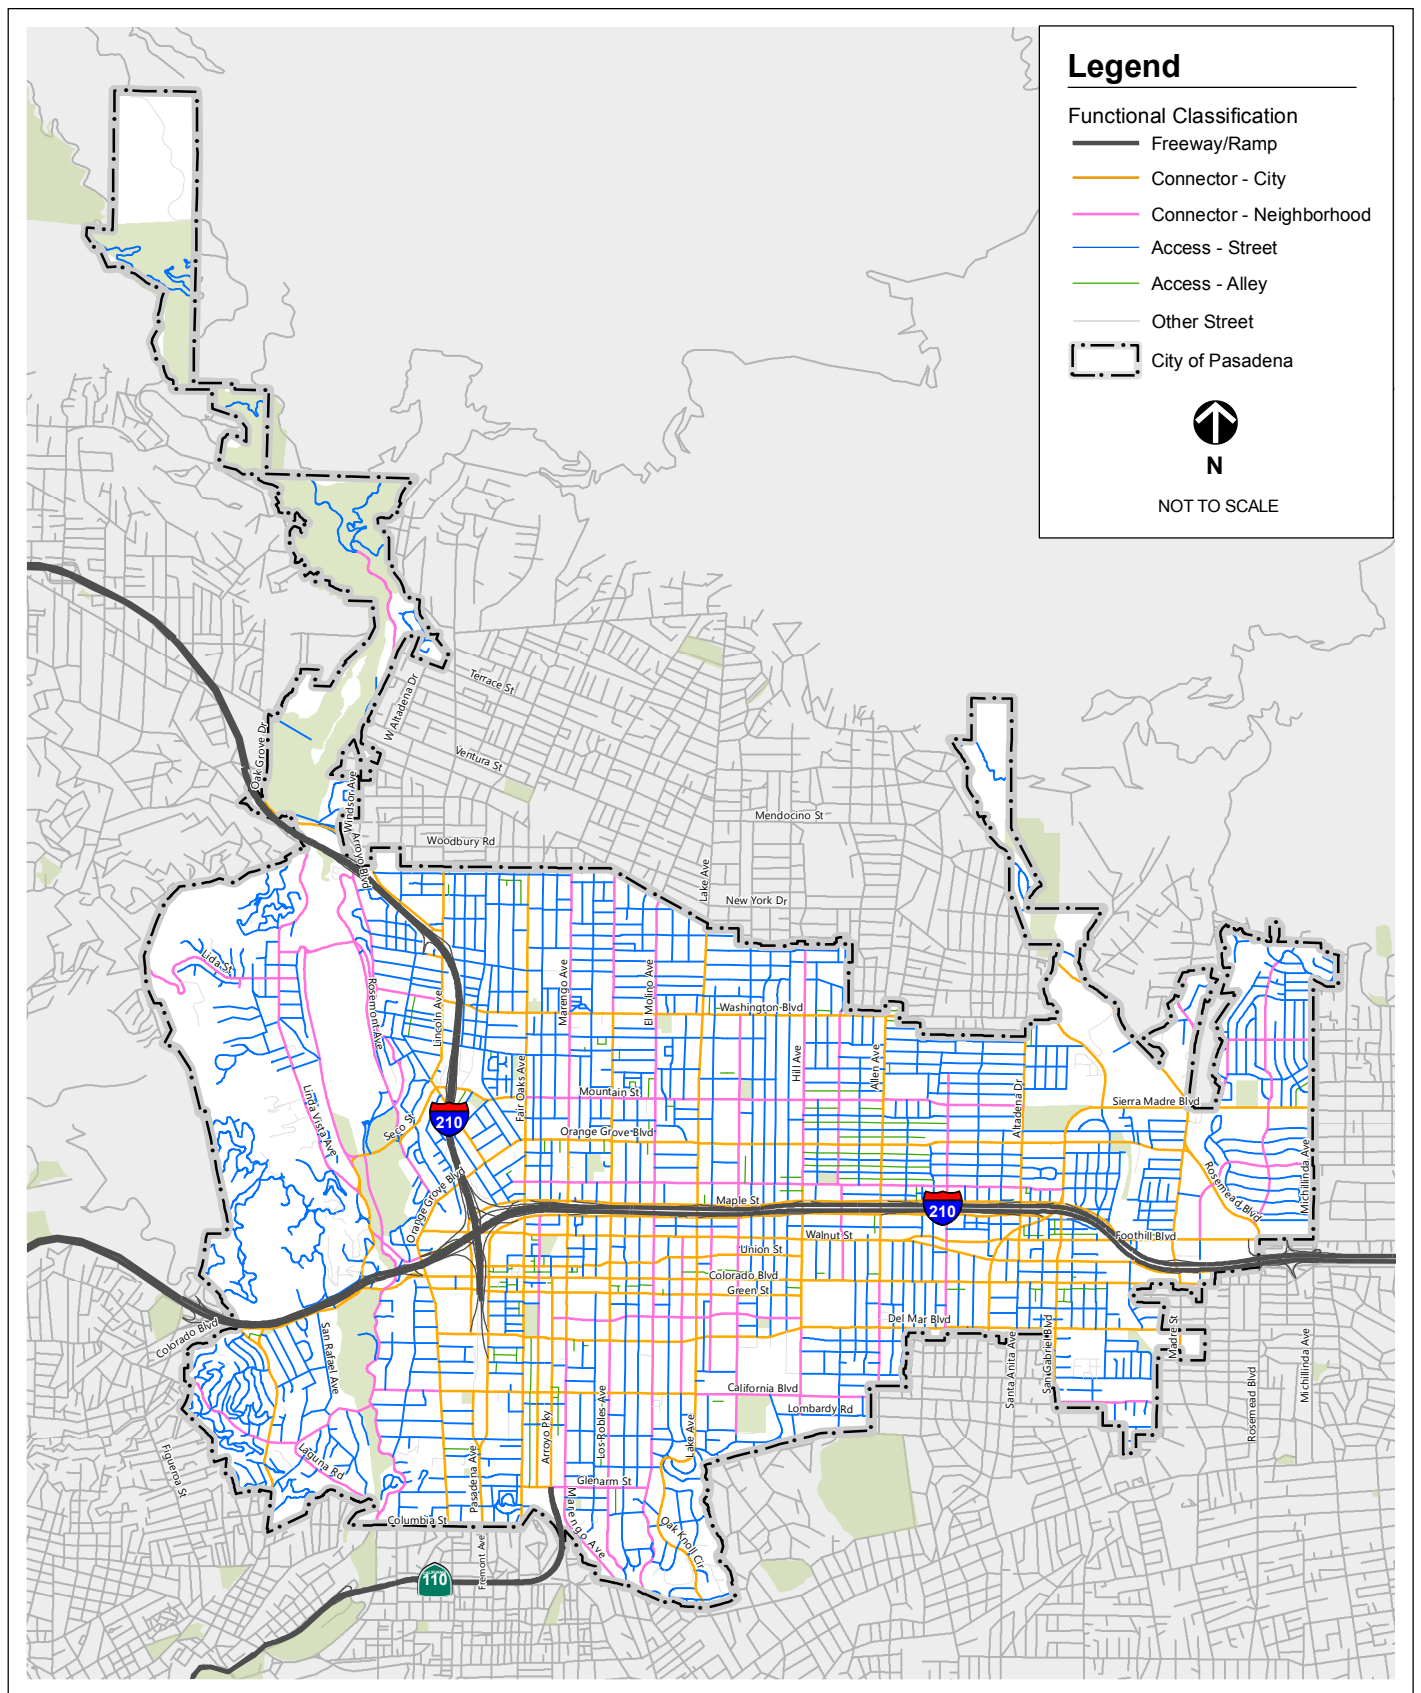 Legend
Functional Classification
Freeway/Ramp
Connector - City
Connector - Neighborhood
Access - Street
Access - Alley
Other Street
City of Pasadena
N
NOT TO SCALE
Terrace St
W Altadena Dr
Oak Grove Dr
Ventura St
Windsor Ave
Mendocino St
Woodbury Rd
Arroyo Blvd
Lake Ave
New York Dr
Lida St
Rosemont Ave
Marengo Ave
El Molino Ave
Lincoln Ave
Washington Blvd
Hill Ave
Allen Ave
Fair Oaks Ave
Altadena Dr
Mountain St
Sierra Madre Blvd
210
Linda Vista Ave
Seco St
Orange Grove Blvd
Michillinda Ave
Rosemead Blvd
Orange Grove Blvd
Maple St
210
Walnut St
Foothill Blvd
Union St
Colorado Blvd
Green St
Del Mar Blvd
Colorado Blvd
San Rafael Ave
Santa Anita Ave
San Gabriel Blvd
Madre St
Michillinda Ave
Rosemead Blvd
California Blvd
Lombardy Rd
Los Robles Ave
Lake Ave
Arroyo Pky
Pasadena Ave
Laguna Rd
Figueroa St
Glenarm St
Marengo Ave
Columbia St
Oak Knoll Cir
Fremont Ave
110